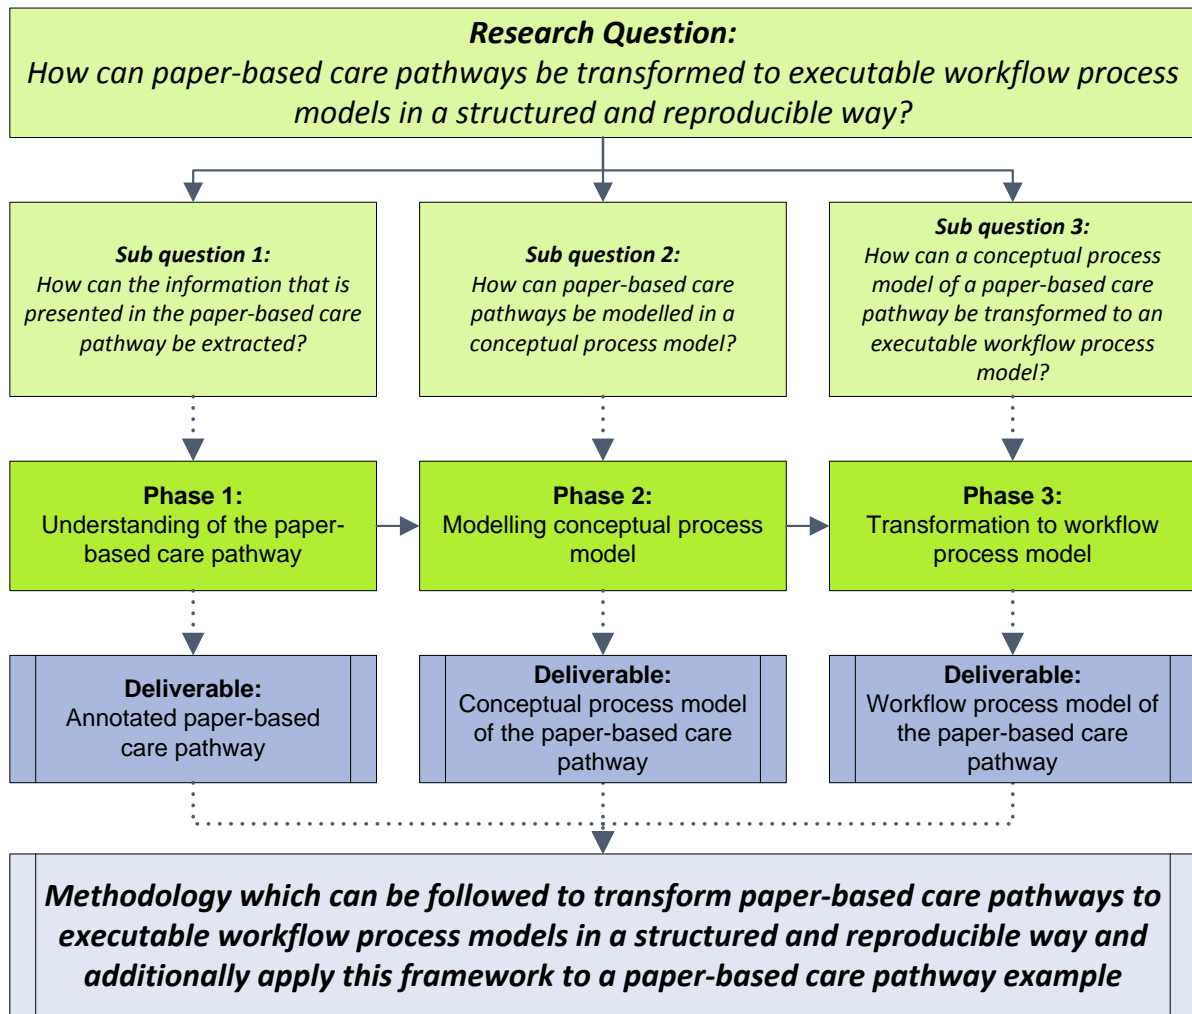 Research Question:
How can paper-based care pathways be transformed to executable workflow process
models in a structured and reproducible way?
Sub question 1:
How can the information that is
presented in the paper-based care
pathway be extracted?
Sub question 2:
How can paper-based care
pathways be modelled in a
conceptual process model?
Sub question 3:
How can a conceptual process
model of a paper-based care
pathway be transformed to an
executable workflow process
model?
Phase 1:
Understanding of the paper-
based care pathway
Phase 2:
Modelling conceptual process
model
Phase 3:
Transformation to workflow
process model
Deliverable:
Annotated paper-based
care pathway
Deliverable:
Conceptual process model
of the paper-based care
pathway
Deliverable:
Workflow process model of
the paper-based care
pathway
Methodology which can be followed to transform paper-based care pathways to
executable workflow process models in a structured and reproducible way and
additionally apply this framework to a paper-based care pathway example